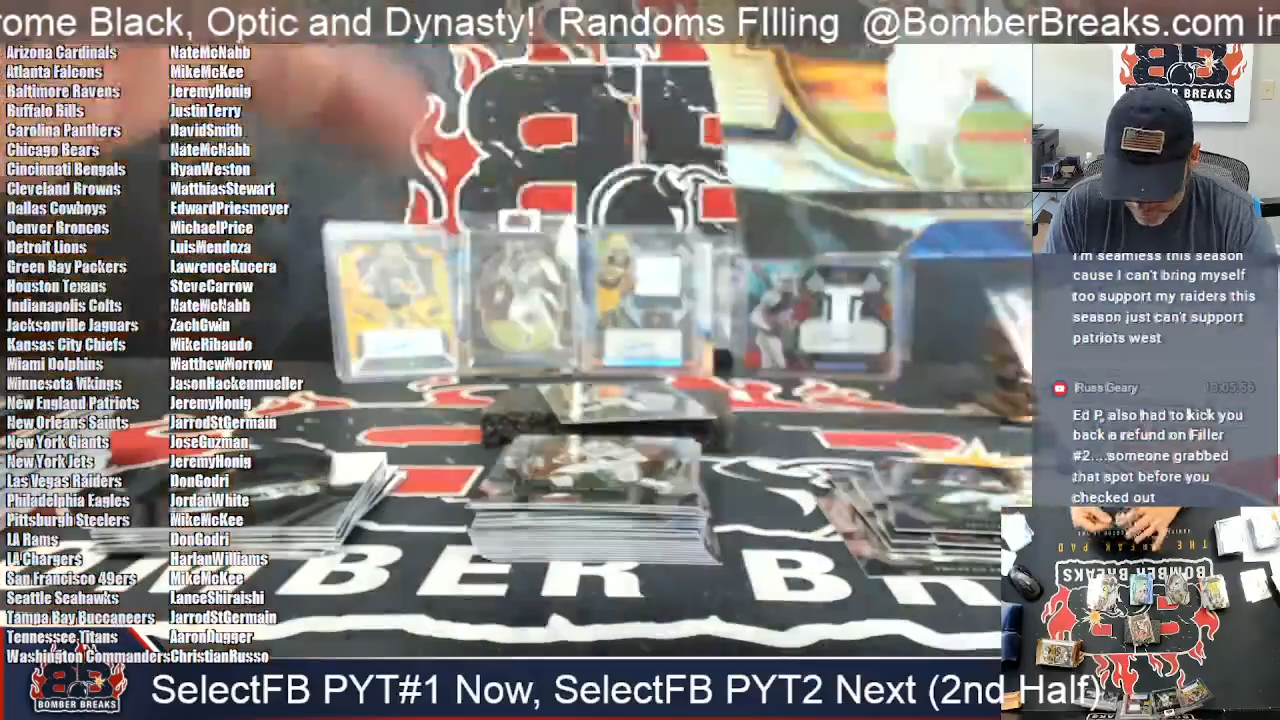 rome Black, Optic and Dynasty!  Randoms FIlling  @BomberBreaks.com in
Arizona Cardinals NateMcNabb
Atlanta Falcons MikeMcKee
Baltimore Ravens JeremyHonig
Buffalo Bills JustinTerry
Carolina Panthers DavidSmith
Chicago Bears NateMcNabb
Cincinnati Bengals RyanWeston
Cleveland Browns MatthiasStewart
Dallas Cowboys EdwardPriesmeyer
Denver Broncos MichaelPrice
Detroit Lions LuisMendoza
Green Bay Packers LawrenceKucera
Houston Texans SteveCarrow
Indianapolis Colts NateMcNabb
Jacksonville Jaguars ZachGwin
Kansas City Chiefs MikeRibaudo
Miami Dolphins MatthewMorrow
Minnesota Vikings JasonHackenmueller
New England Patriots JeremyHonig
New Orleans Saints JarrodStGermain
New York Giants JoseGuzman
New York Jets JeremyHonig
Las Vegas Raiders DonGodri
Philadelphia Eagles JordanWhite
Pittsburgh Steelers MikeMcKee
LA Rams DonGodri
LA Chargers HarlanWilliams
San Francisco 49ers MikeMcKee
Seattle Seahawks LanceShiraishi
Tampa Bay Buccaneers JarrodStGermain
Tennessee Titans AaronDugger
Washington Commanders ChristianRusso
BOMBER BREAKS
MBER BR
BOMBER BREAKS
I'm seamless this season
cause I can't bring myself
too support my raiders this
season just can't support
patriots west
Russ Geary
Ed P, also had to kick you
back a refund on Filler
#2....someone grabbed
that spot before you
checked out
THE BREAK PAD
BOMBER BREAKS
SelectFB PYT#1 Now, SelectFB PYT2 Next (2nd Half)